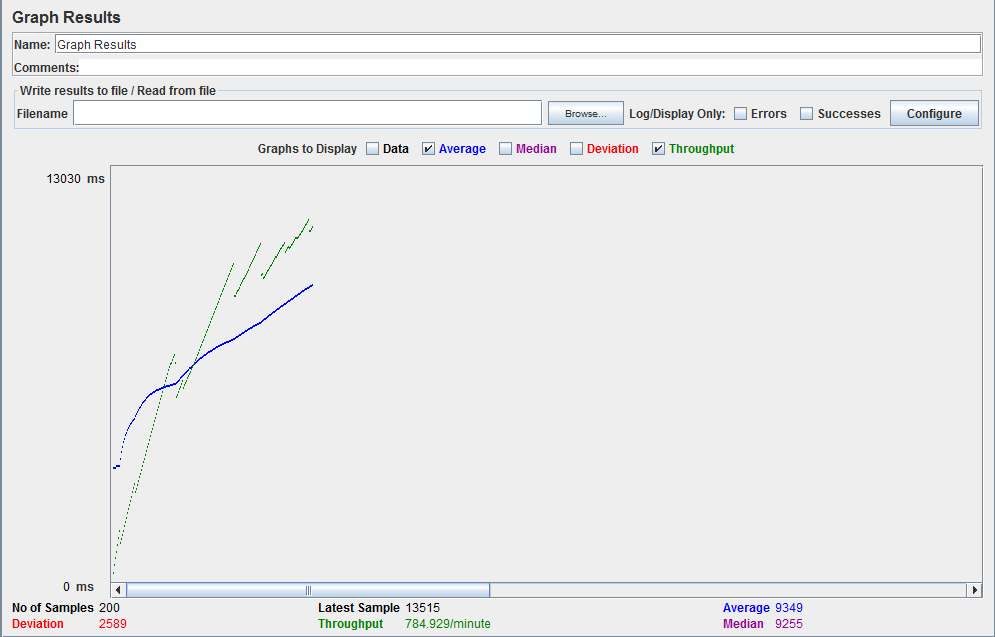 Graph Results
Name: Graph Results
Comments:
Write results to file / Read from file
Filename Browse... Log/Display Only: Errors Successes Configure
Graphs to Display Data Average Median Deviation Throughput
13030 ms
0 ms
No of Samples 200 Latest Sample 13515 Average 9349
Deviation 2589 Throughput 784.929/minute Median 9255